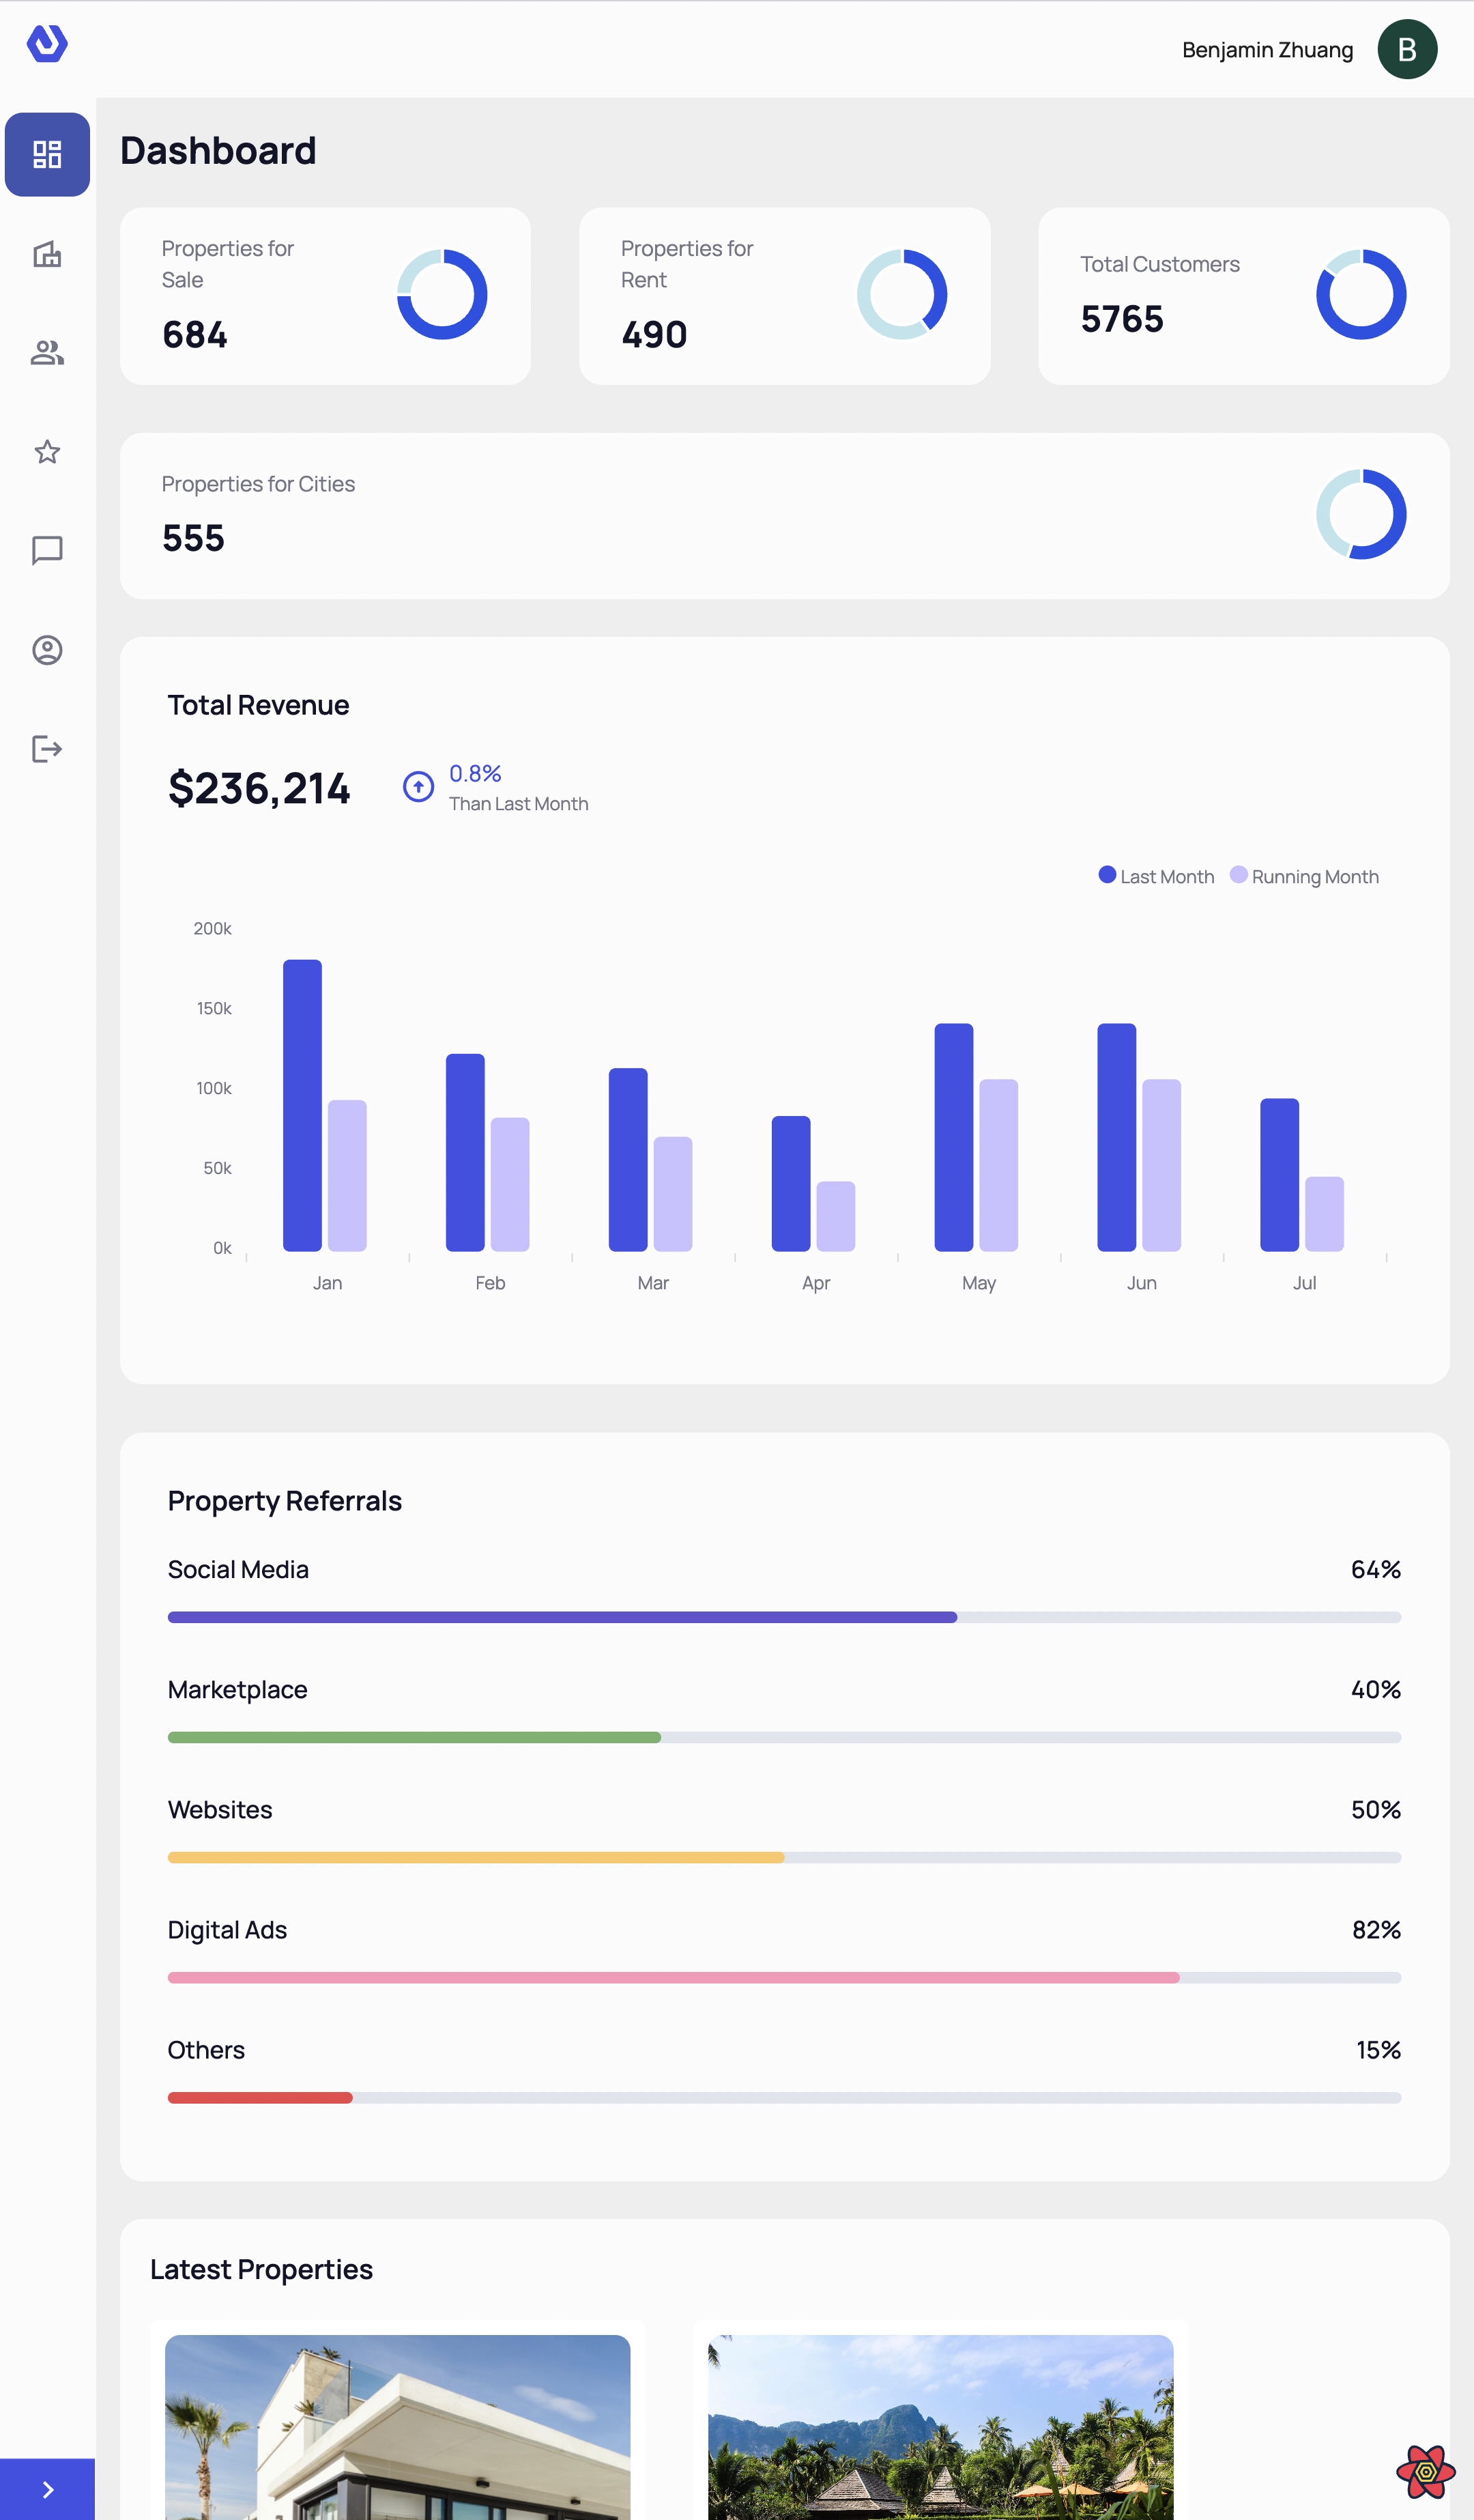 Benjamin Zhuang
B
Dashboard
Properties for
Sale
684
Properties for
Rent
490
Total Customers
5765
Properties for Cities
555
Total Revenue
$236,214
0.8%
Than Last Month
Last Month
Running Month
200k
150k
100k
50k
0k
Jan
Feb
Mar
Apr
May
Jun
Jul
Property Referrals
Social Media
64%
Marketplace
40%
Websites
50%
Digital Ads
82%
Others
15%
Latest Properties